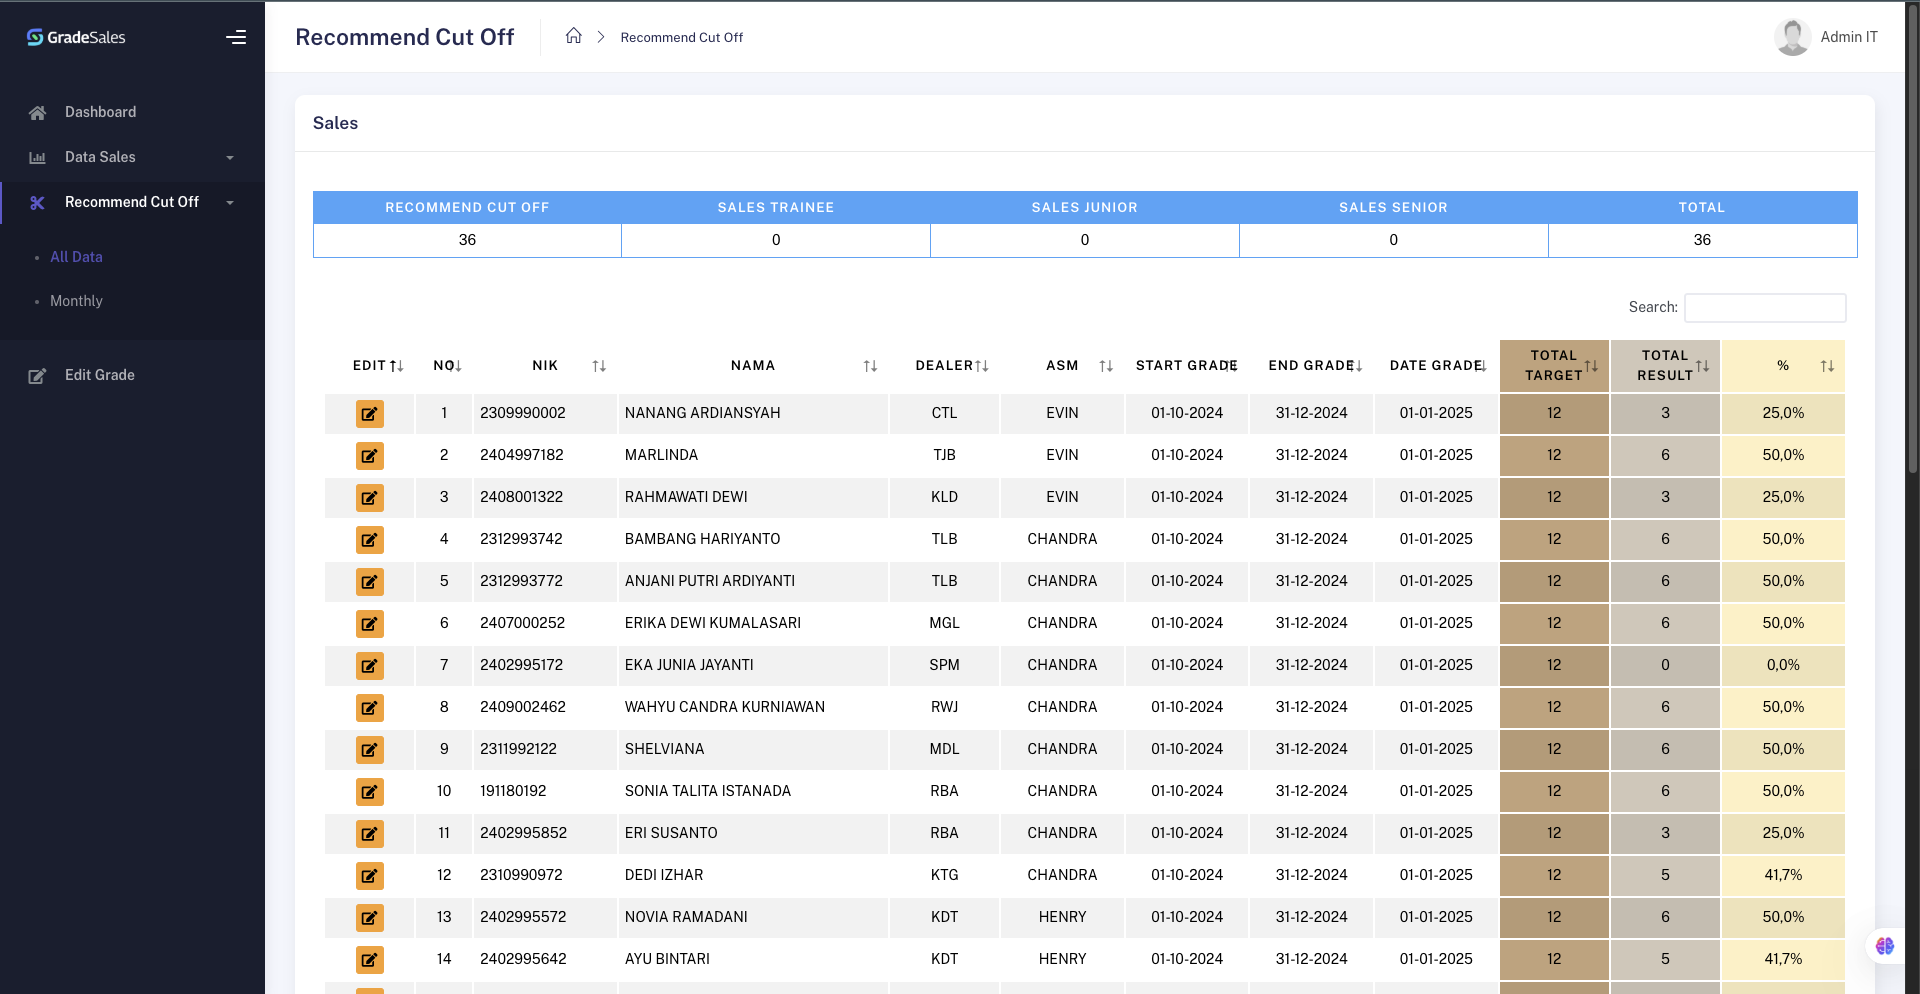 GradeSales
Recommend Cut Off
Recommend Cut Off
Admin IT
Dashboard
Data Sales
Recommend Cut Off
All Data
Monthly
Edit Grade
Sales
RECOMMEND CUT OFF SALES TRAINEE SALES JUNIOR SALES SENIOR TOTAL
36 0 0 0 36
Search:
EDIT NO NIK NAMA DEALER ASM START GRADE END GRADE DATE GRADE TOTAL TARGET TOTAL RESULT %
1 2309990002 NANANG ARDIANSYAH CTL EVIN 01-10-2024 31-12-2024 01-01-2025 12 3 25,0%
2 2404997182 MARLINDA TJB EVIN 01-10-2024 31-12-2024 01-01-2025 12 6 50,0%
3 2408001322 RAHMAWATI DEWI KLD EVIN 01-10-2024 31-12-2024 01-01-2025 12 3 25,0%
4 2312993742 BAMBANG HARIYANTO TLB CHANDRA 01-10-2024 31-12-2024 01-01-2025 12 6 50,0%
5 2312993772 ANJANI PUTRI ARDIYANTI TLB CHANDRA 01-10-2024 31-12-2024 01-01-2025 12 6 50,0%
6 2407000252 ERIKA DEWI KUMALASARI MGL CHANDRA 01-10-2024 31-12-2024 01-01-2025 12 6 50,0%
7 2402995172 EKA JUNIA JAYANTI SPM CHANDRA 01-10-2024 31-12-2024 01-01-2025 12 0 0,0%
8 2409002462 WAHYU CANDRA KURNIAWAN RWJ CHANDRA 01-10-2024 31-12-2024 01-01-2025 12 6 50,0%
9 2311992122 SHELVIANA MDL CHANDRA 01-10-2024 31-12-2024 01-01-2025 12 6 50,0%
10 191180192 SONIA TALITA ISTANADA RBA CHANDRA 01-10-2024 31-12-2024 01-01-2025 12 6 50,0%
11 2402995852 ERI SUSANTO RBA CHANDRA 01-10-2024 31-12-2024 01-01-2025 12 3 25,0%
12 2310990972 DEDI IZHAR KTG CHANDRA 01-10-2024 31-12-2024 01-01-2025 12 5 41,7%
13 2402995572 NOVIA RAMADANI KDT HENRY 01-10-2024 31-12-2024 01-01-2025 12 6 50,0%
14 2402995642 AYU BINTARI KDT HENRY 01-10-2024 31-12-2024 01-01-2025 12 5 41,7%